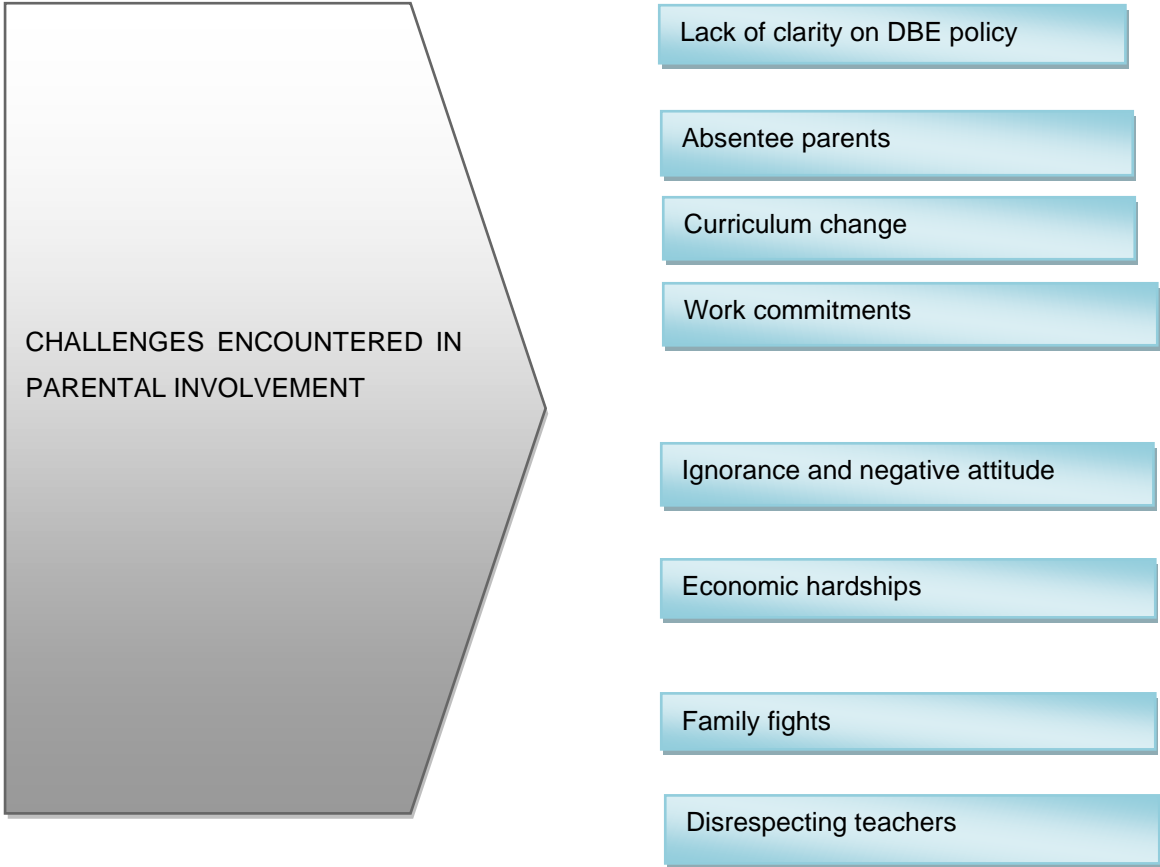 CHALLENGES ENCOUNTERED IN
PARENTAL INVOLVEMENT
Lack of clarity on DBE policy
Absentee parents
Curriculum change
Work commitments
Ignorance and negative attitude
Economic hardships
Family fights
Disrespecting teachers